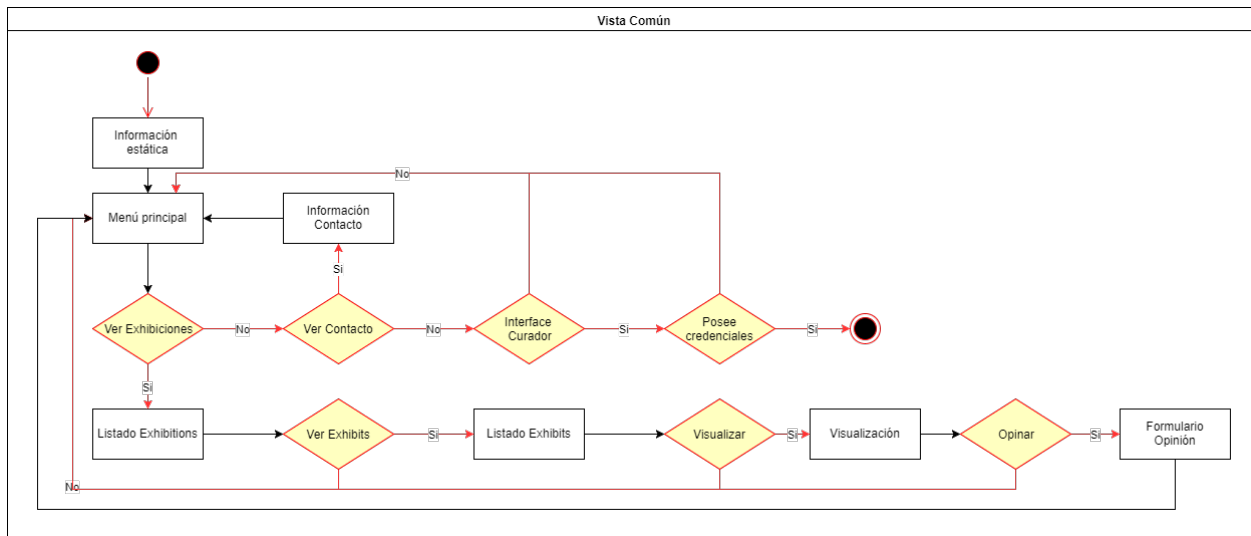 Vista Común
Información
estática
No
Menú principal
Información
Contacto
Si
Ver Exhibiciones
No
Ver Contacto
No
Interface
Curador
Si
Posee
credenciales
Si
Si
Listado Exhibitions
Ver Exhibits
Si
Listado Exhibits
Visualizar
Si
Visualización
Opinar
Si
Formulario
Opinión
No